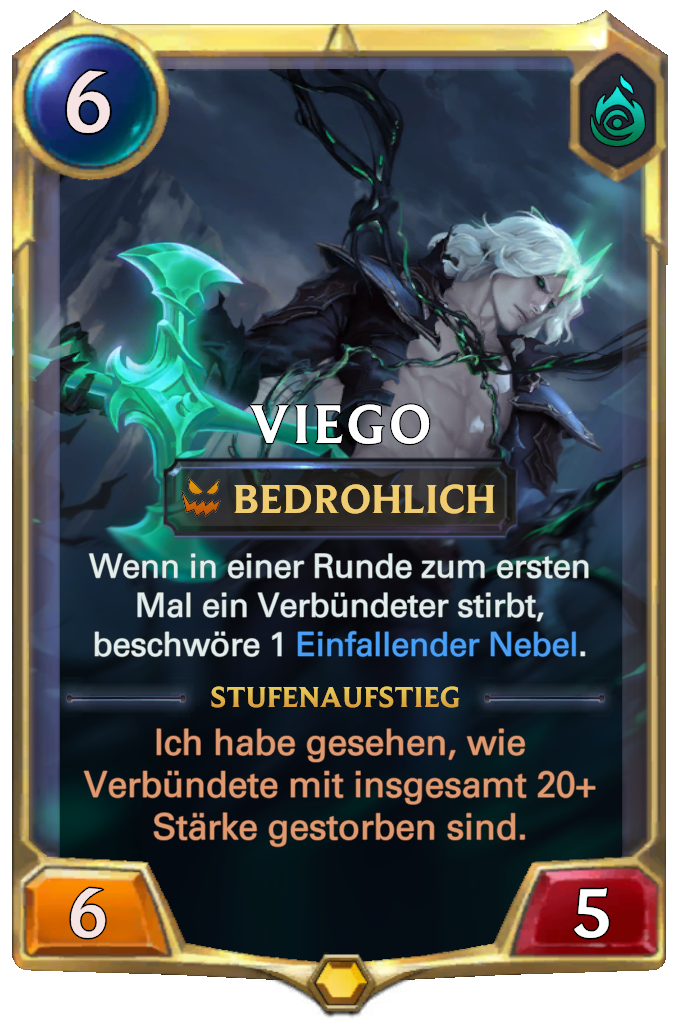 6
VIEGO
BEDROHLICH
Wenn in einer Runde zum ersten
Mal ein Verbündeter stirbt,
beschwöre 1 Einfallender Nebel.
STUFENAUFSTIEG
Ich habe gesehen, wie
Verbündete mit insgesamt 20+
Stärke gestorben sind.
6
5